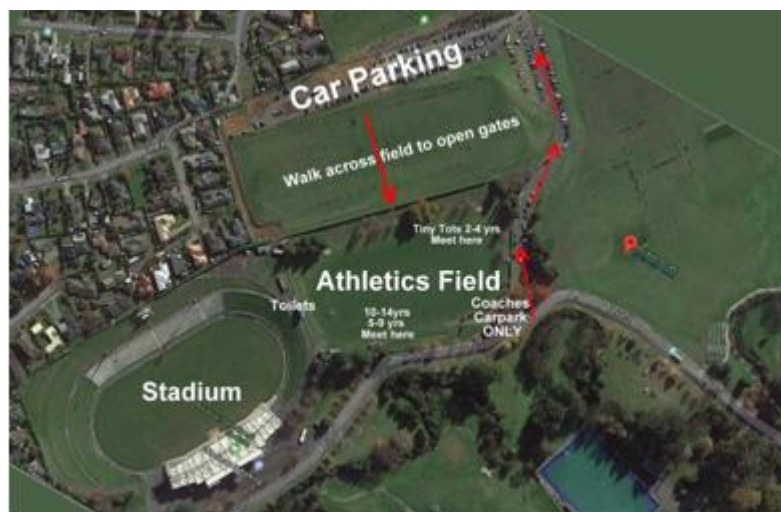 Car Parking
Walk across field to open gates
Tiny Tots 2-4 yrs
Meet here
Athletics Field
Toilets
10-14yrs
5-9 yrs
Meet here
Coaches
Carpark
ONLY
Stadium